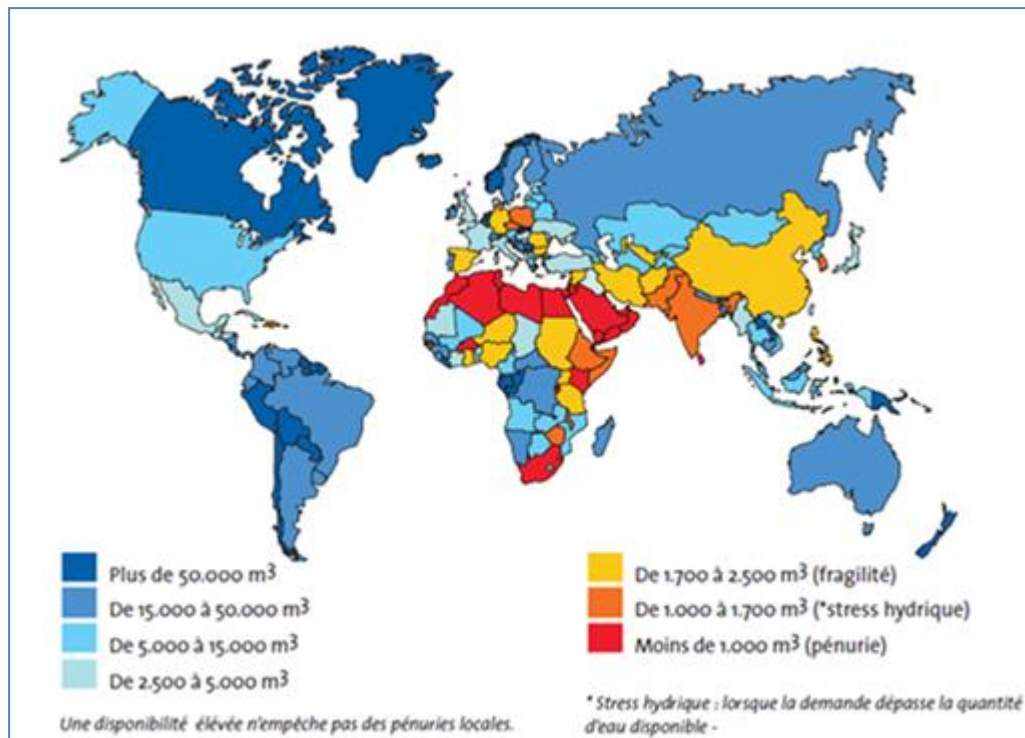 Plus de 50.000 m³
De 15.000 à 50.000 m³
De 5.000 à 15.000 m³
De 2.500 à 5.000 m³
Une disponibilité élevée n'empêche pas des pénuries locales.
De 1.700 à 2.500 m³ (fragilité)
De 1.000 à 1.700 m³ (*stress hydrique)
Moins de 1.000 m³ (pénurie)
* Stress hydrique : lorsque la demande dépasse la quantité
d'eau disponible -